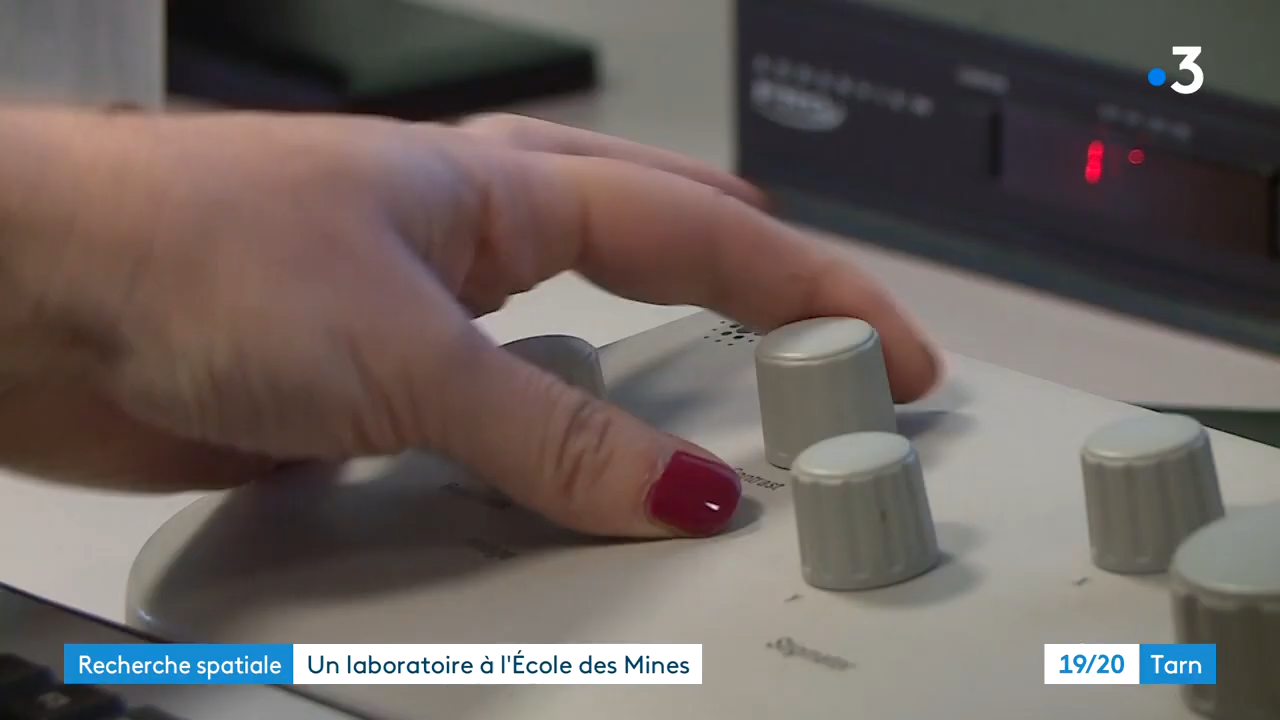 3
Contrast
Recherche spatiale Un laboratoire à l'École des Mines
19/20 Tarn